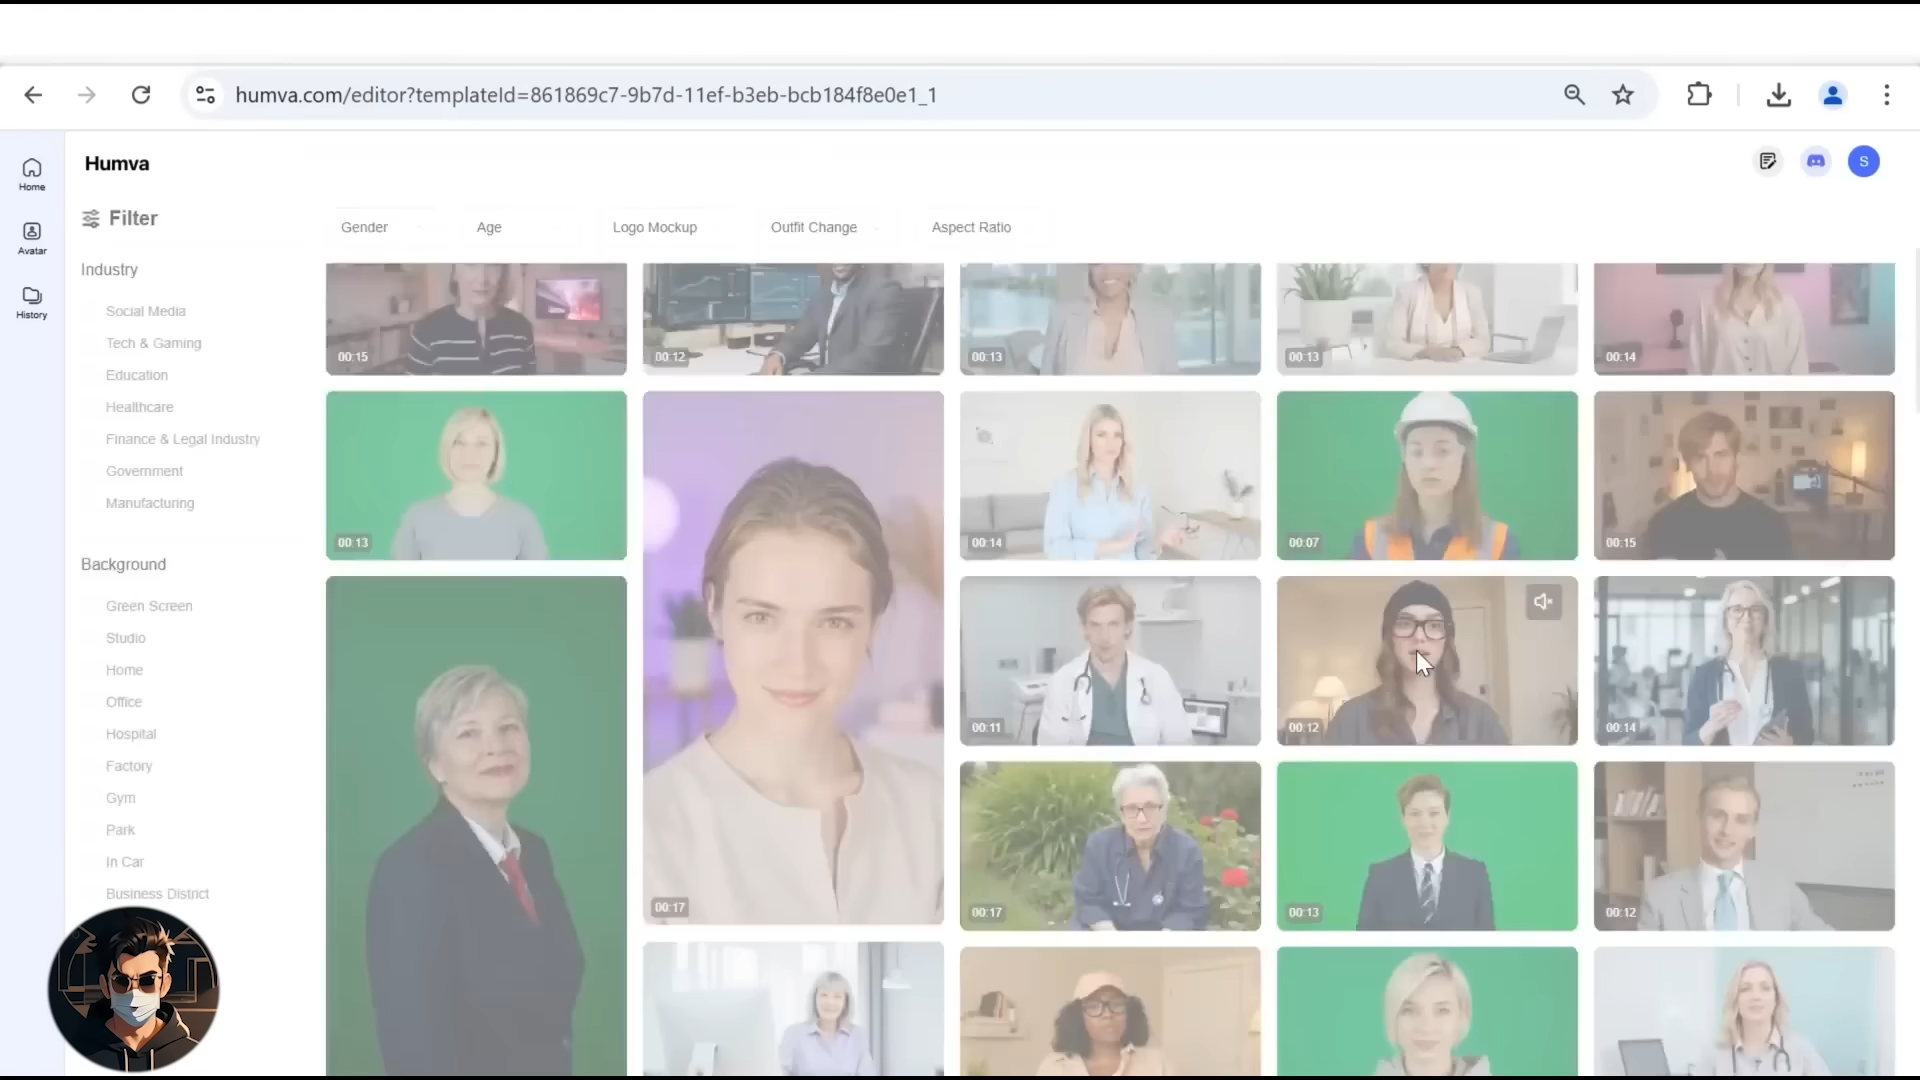 humva.com/editor?templateId=861869c7-9b7d-11ef-b3eb-bcb184f8e0e1_1
Humva
S
Home
Avatar
History
Filter
Gender
Age
Logo Mockup
Outfit Change
Aspect Ratio
Industry
Social Media
Tech & Gaming
Education
Healthcare
Finance & Legal Industry
Government
Manufacturing
Background
Green Screen
Studio
Home
Office
Hospital
Factory
Gym
Park
In Car
Business District
00:15
00:12
00:13
00:13
00:14
00:13
00:14
00:07
00:15
00:11
00:12
00:14
00:17
00:17
00:13
00:12